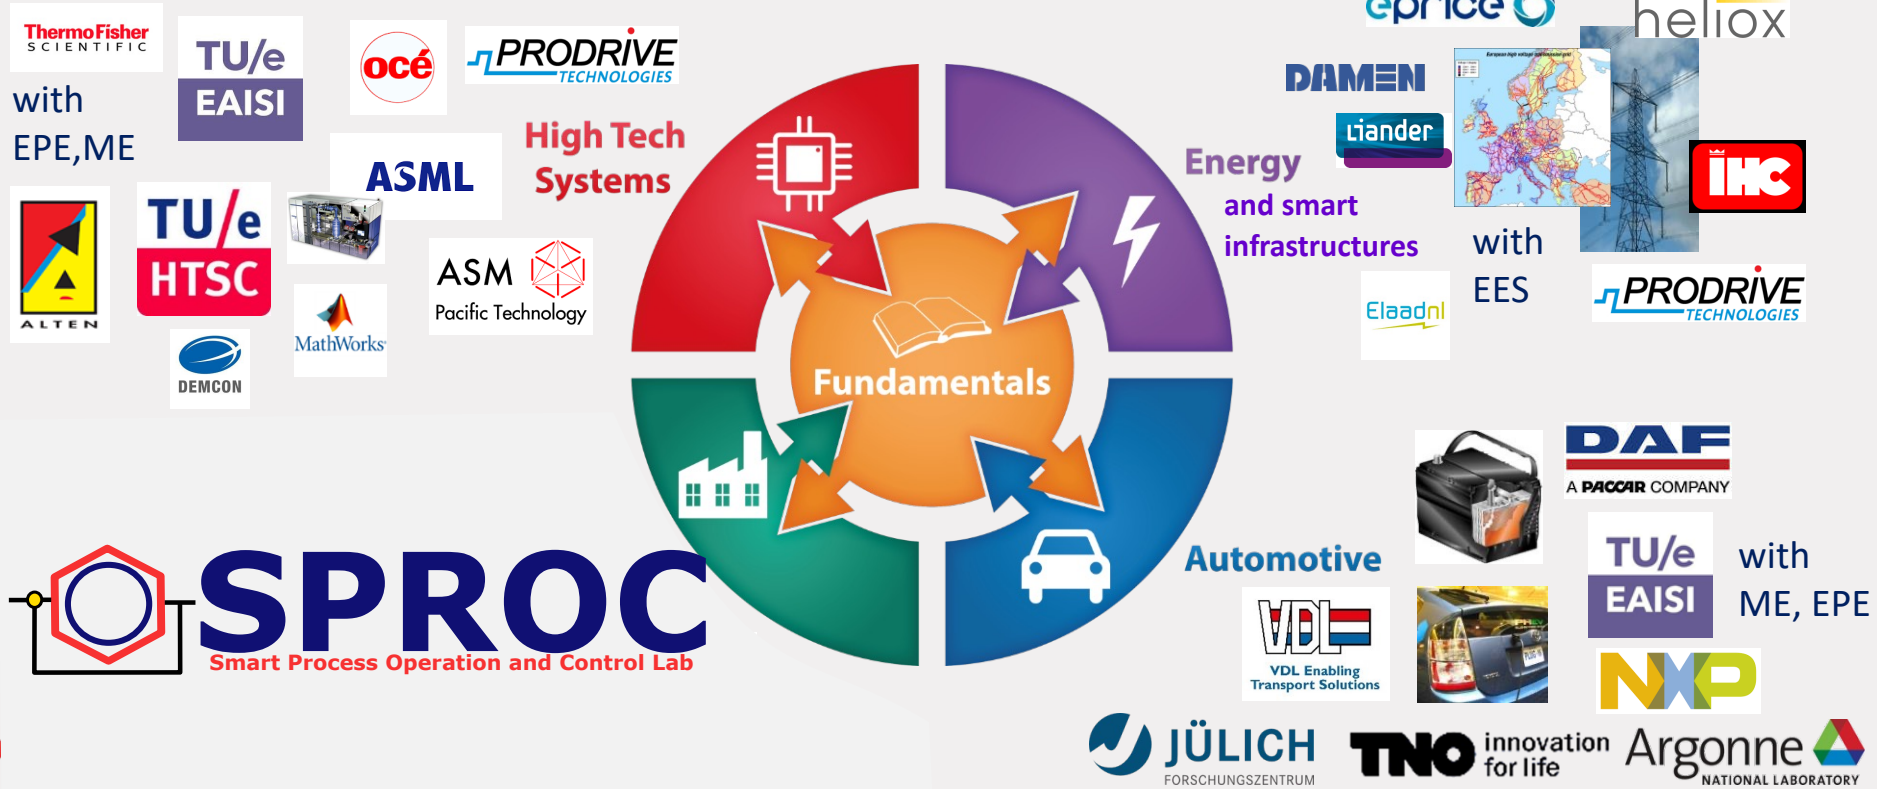 ThermoFisher
SCIENTIFIC
with
EPE,ME
TU/e
EAISI
océ
PRODRIVE
TECHNOLOGIES
ASML
High Tech
Systems
ALTEN
TU/e
HTSC
DEMCON
MathWorks
ASM
Pacific Technology
eprice
heliox
DAMEN
Liander
Energy
and smart
infrastructures
IHC
with
EES
Elaadnl
PRODRIVE
TECHNOLOGIES
Fundamentals
SPROC
Smart Process Operation and Control Lab
Automotive
VDL
VDL Enabling
Transport Solutions
DAF
A PACCAR COMPANY
TU/e
EAISI
with
ME, EPE
NXP
JÜLICH
FORSCHUNGSZENTRUM
TNO innovation
for life
Argonne
NATIONAL LABORATORY